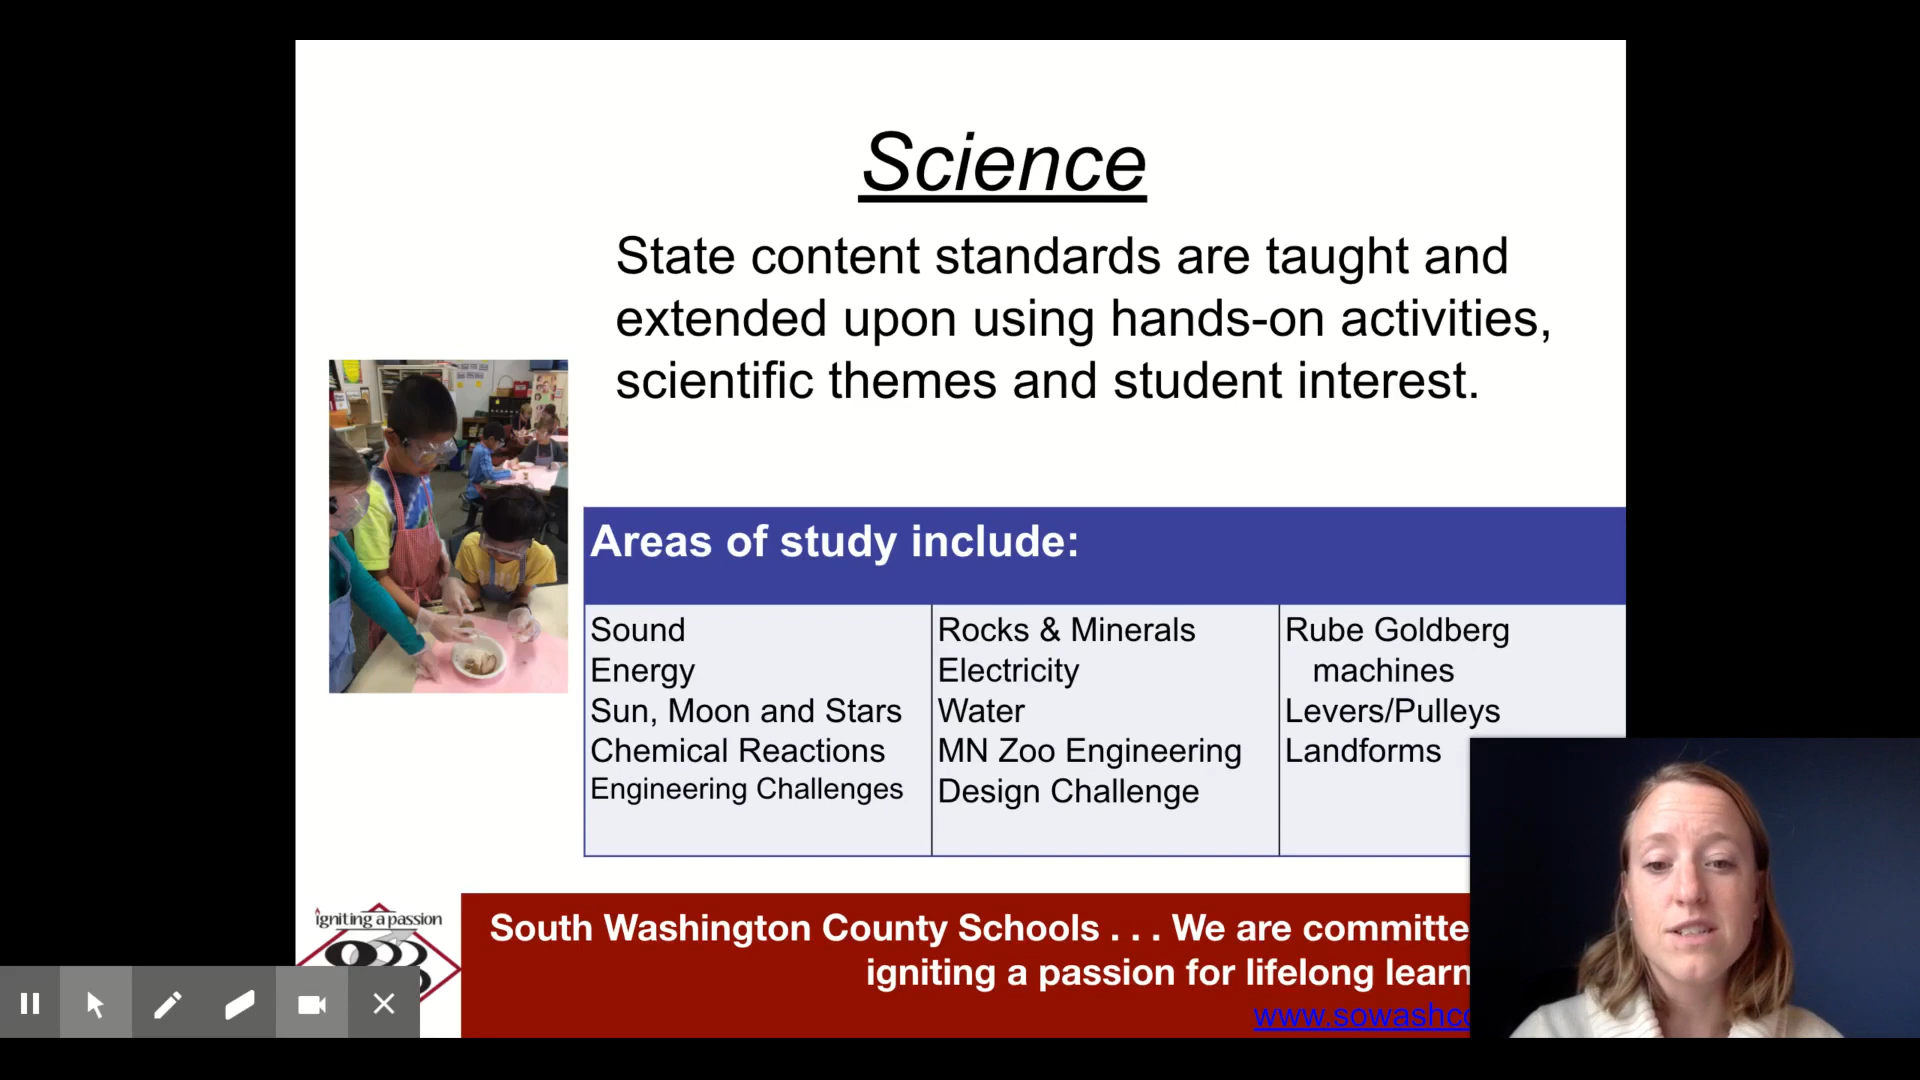 Science
State content standards are taught and
extended upon using hands-on activities,
scientific themes and student interest.
Areas of study include:
Sound
Energy
Sun, Moon and Stars
Chemical Reactions
Engineering Challenges
Rocks & Minerals
Electricity
Water
MN Zoo Engineering
Design Challenge
Rube Goldberg
machines
Levers/Pulleys
Landforms
igniting a passion
South Washington County Schools . . . We are committe
igniting a passion for lifelong learn
www.sowashc